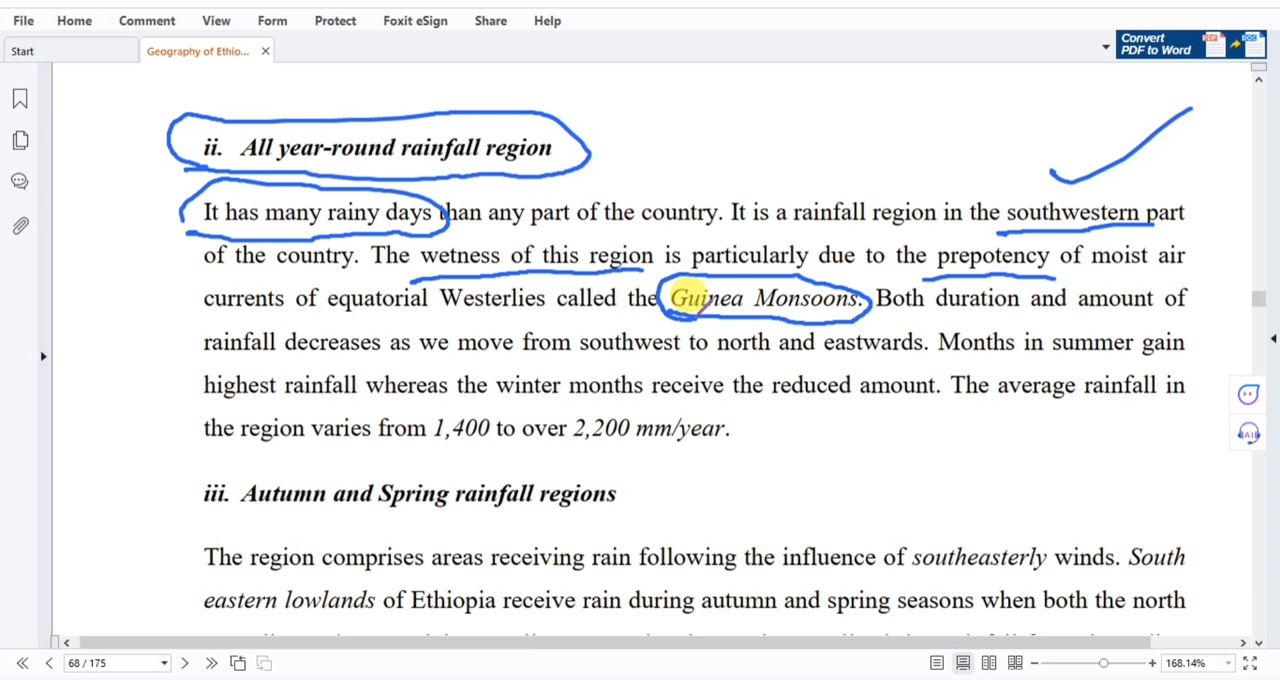 File Home Comment View Form Protect Foxit eSign Share Help
Start Geography of Ethio... Convert
PDF to Word
ii. All year-round rainfall region
It has many rainy days than any part of the country. It is a rainfall region in the southwestern part
of the country. The wetness of this region is particularly due to the prepotency of moist air
currents of equatorial Westerlies called the Guinea Monsoons. Both duration and amount of
rainfall decreases as we move from southwest to north and eastwards. Months in summer gain
highest rainfall whereas the winter months receive the reduced amount. The average rainfall in
the region varies from 1,400 to over 2,200 mm/year.
iii. Autumn and Spring rainfall regions
The region comprises areas receiving rain following the influence of southeasterly winds. South
eastern lowlands of Ethiopia receive rain during autumn and spring seasons when both the north
68 / 175 168.14%